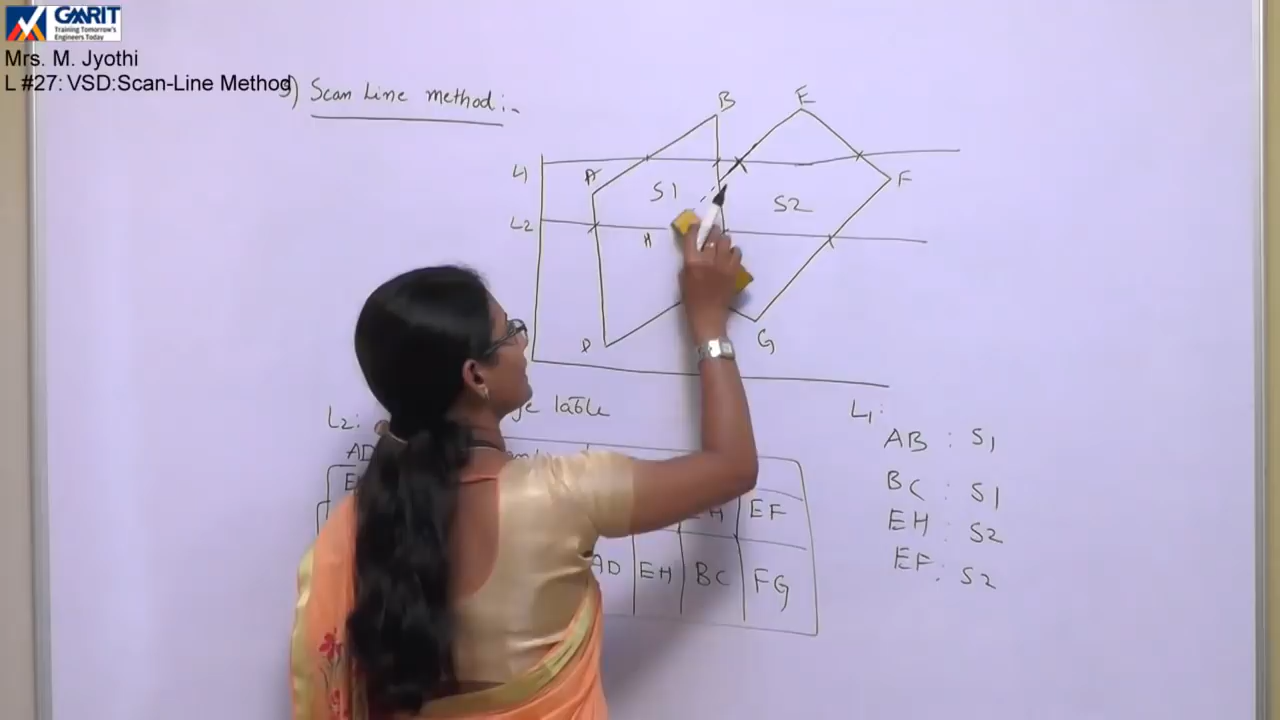 GMRIT
Training Tomorrow's
Engineers Today
Mrs. M. Jyothi
L #27: VSD:Scan-Line Method
Scan Line method:-
B E
A F
L1
S1 S2
L2
H
D G
L2: Table
L1:
AB : S1
AD
BC : S1
EF
EH : S2
AD EH BC FG
EF: S2